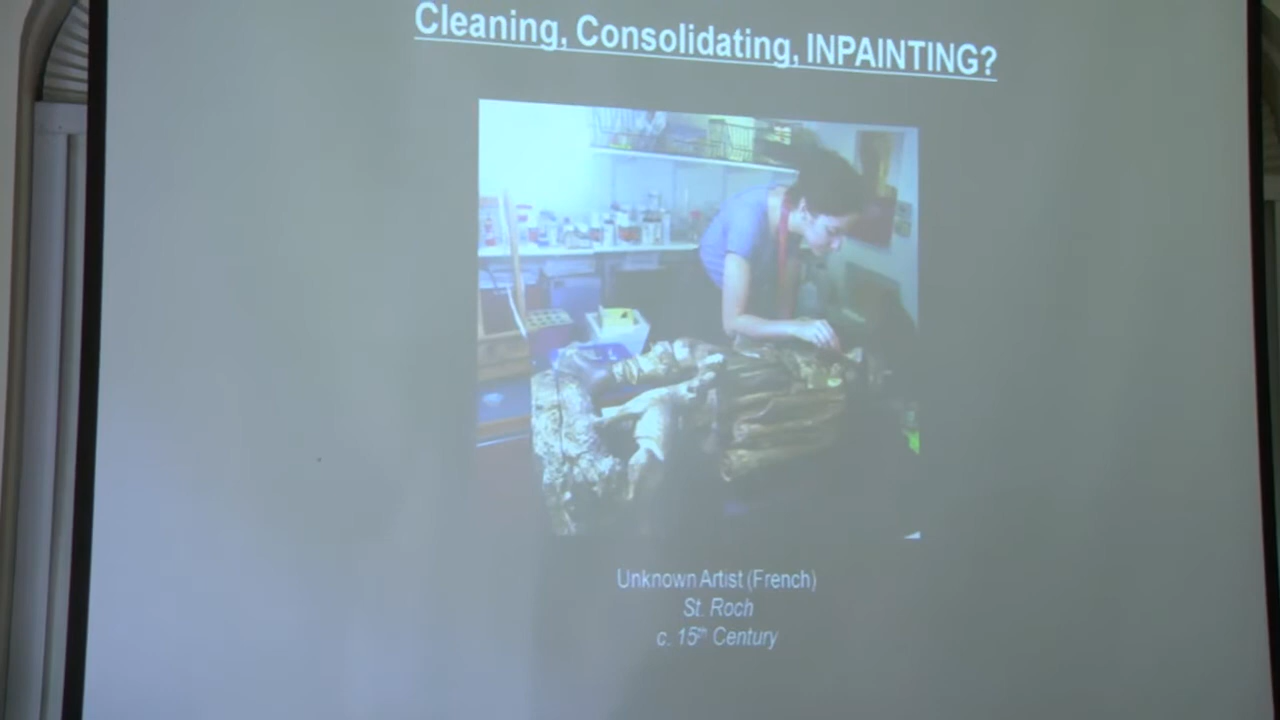 Cleaning, Consolidating, INPAINTING?
Unknown Artist (French)
St. Roch
c. 15th Century